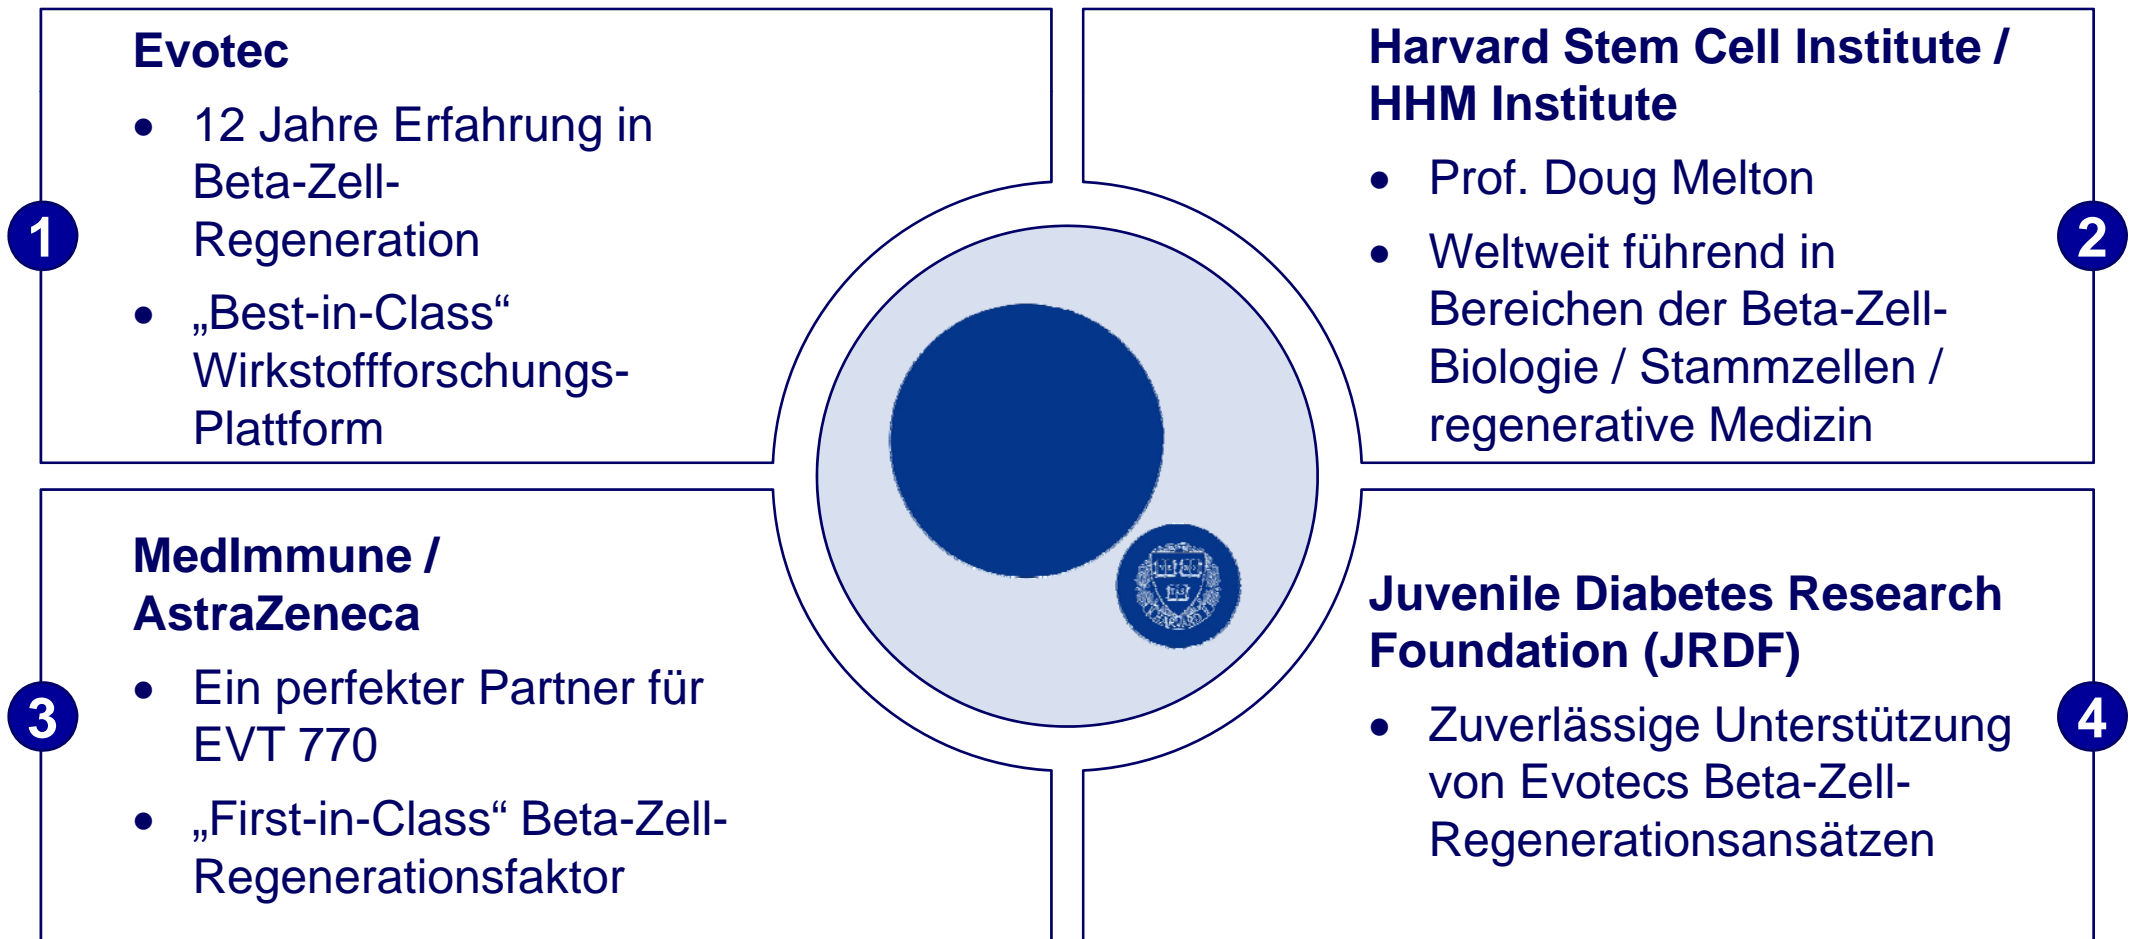 Evotec
• 12 Jahre Erfahrung in
Beta-Zell-
Regeneration
• „Best-in-Class“
Wirkstoffforschungs-
Plattform
1
Harvard Stem Cell Institute /
HHM Institute
• Prof. Doug Melton
• Weltweit führend in
Bereichen der Beta-Zell-
Biologie / Stammzellen /
regenerative Medizin
2
MedImmune /
AstraZeneca
• Ein perfekter Partner für
EVT 770
• „First-in-Class“ Beta-Zell-
Regenerationsfaktor
3
Juvenile Diabetes Research
Foundation (JRDF)
• Zuverlässige Unterstützung
von Evotecs Beta-Zell-
Regenerationsansätzen
4